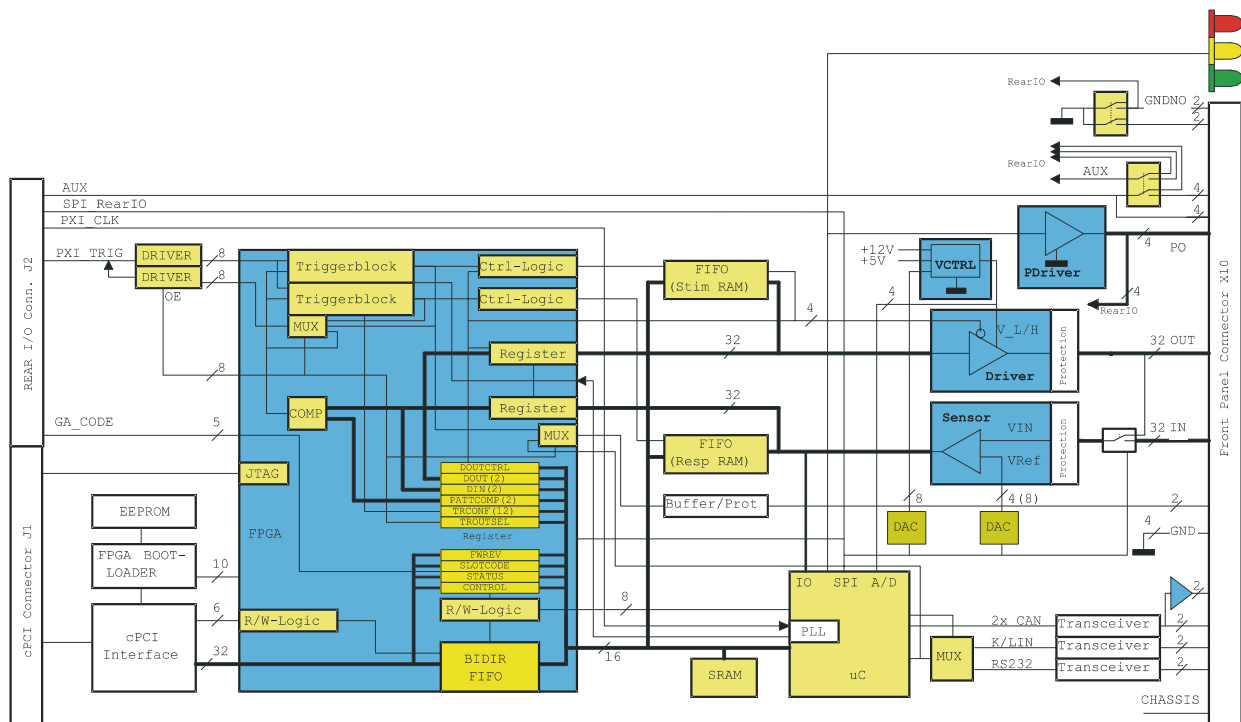 RearIO
GNDNO
2
2
RearIO
AUX
4
4
AUX
SPI_RearIO
PXI_CLK
PXI_TRIG
DRIVER
8
DRIVER
8
OE
8
GA_CODE
5
REAR I/O Conn. J2
cPCI Connector J1
Front Panel Connector X10
Triggerblock
Triggerblock
MUX
Ctrl-Logic
Ctrl-Logic
Register
Register
COMP
MUX
JTAG
FPGA
DOUTCTRL
DOUT(2)
DIN(2)
PATTCOMP(2)
TRCONF(12)
TROUTSEL
Register
FWREV
SLOTCODE
STATUS
CONTROL
R/W-Logic
R/W-Logic
BIDIR
FIFO
EEPROM
FPGA BOOT-
LOADER
10
cPCI
Interface
6
32
FIFO
(Stim RAM)
4
32
32
FIFO
(Resp RAM)
Buffer/Prot
2
+12V
+5V
VCTRL
4
4
PDriver
4
PO
4
RearIO
V_L/H
Driver
Protection
32 OUT
Sensor
VIN
VRef
Protection
32 IN
8
4(8)
DAC
DAC
4
GND
IO SPI A/D
8
PLL
uC
16
SRAM
MUX
2x CAN
Transceiver
2
2
K/LIN
Transceiver
2
RS232
Transceiver
2
CHASSIS